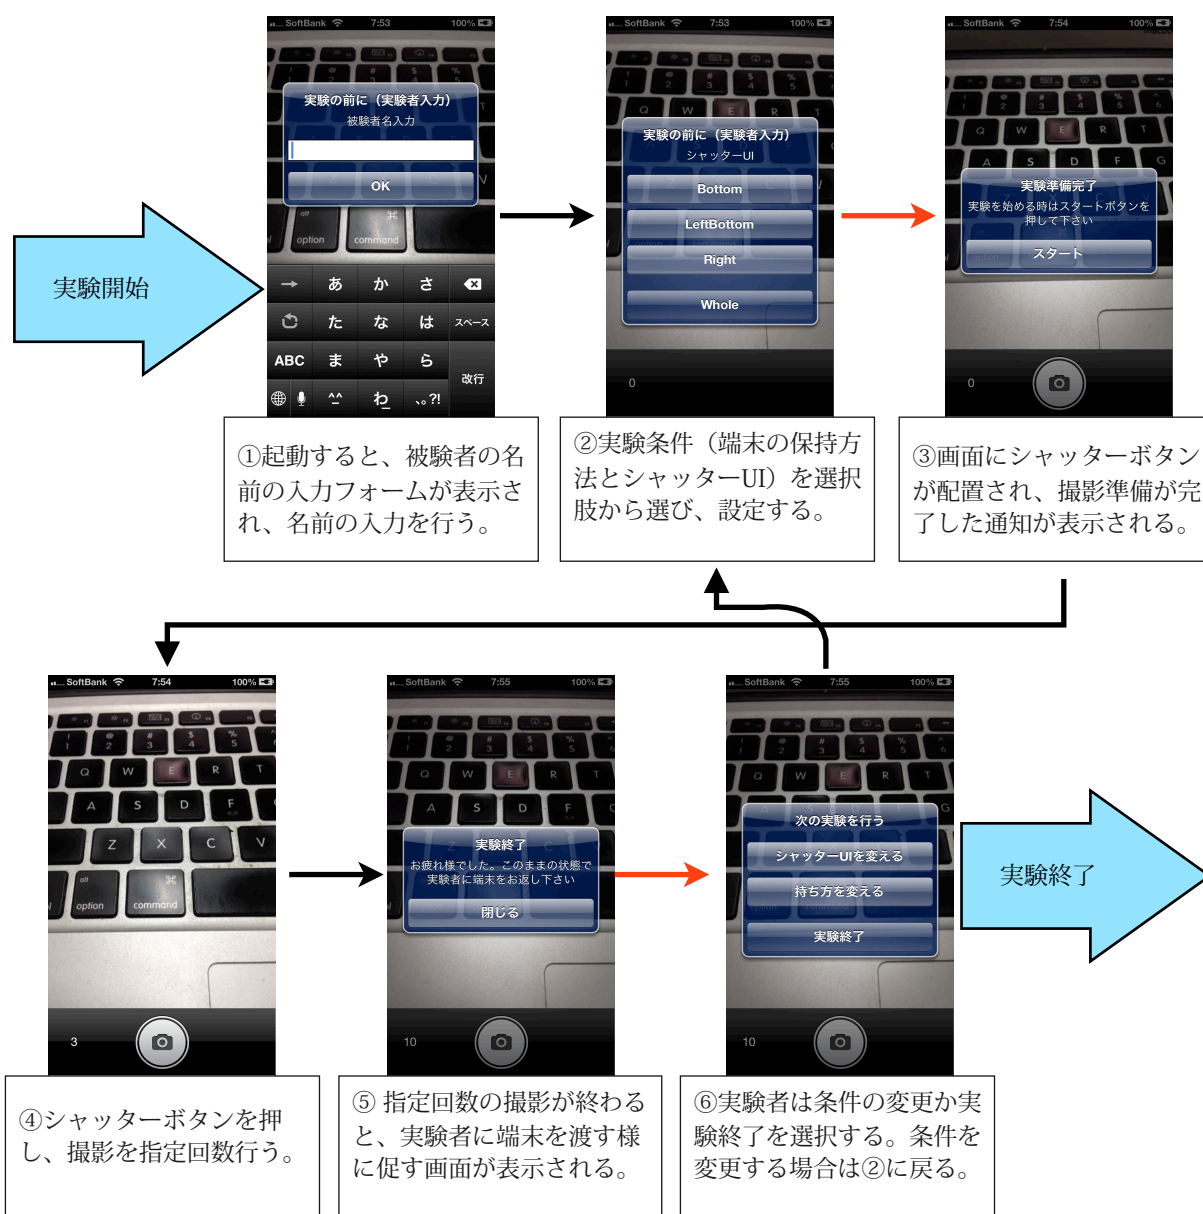 SoftBank 7:53 100%
実験の前に（実験者入力）
被験者名入力
OK
option command
→ あ か さ
た な は スペース
ABC ま や ら
改行
^^ わ 、。?!
SoftBank 7:53 100%
Q W E R T
実験の前に（実験者入力）
シャッターUI
Bottom
LeftBottom
Right
Whole
0
SoftBank 7:54 100%
Q W E R T
A S D F G
実験準備完了
実験を始める時はスタートボタンを
押して下さい
スタート
0
実験開始
①起動すると、被験者の名
前の入力フォームが表示さ
れ、名前の入力を行う。
②実験条件（端末の保持方
法とシャッターUI）を選択
肢から選び、設定する。
③画面にシャッターボタン
が配置され、撮影準備が完
了した通知が表示される。
SoftBank 7:54 100%
Q W E R T
A S D F
Z X C V
alt ⌘
option command
3
SoftBank 7:55 100%
Q W E R T
A S D F
実験終了
お疲れ様でした。このままの状態で
実験者に端末をお返し下さい
閉じる
10
SoftBank 7:55 100%
Q W E R T
次の実験を行う
シャッターUIを変える
持ち方を変える
実験終了
10
実験終了
④シャッターボタンを押
し、撮影を指定回数行う。
⑤ 指定回数の撮影が終わる
と、実験者に端末を渡す様
に促す画面が表示される。
⑥実験者は条件の変更か実
験終了を選択する。条件を
変更する場合は②に戻る。